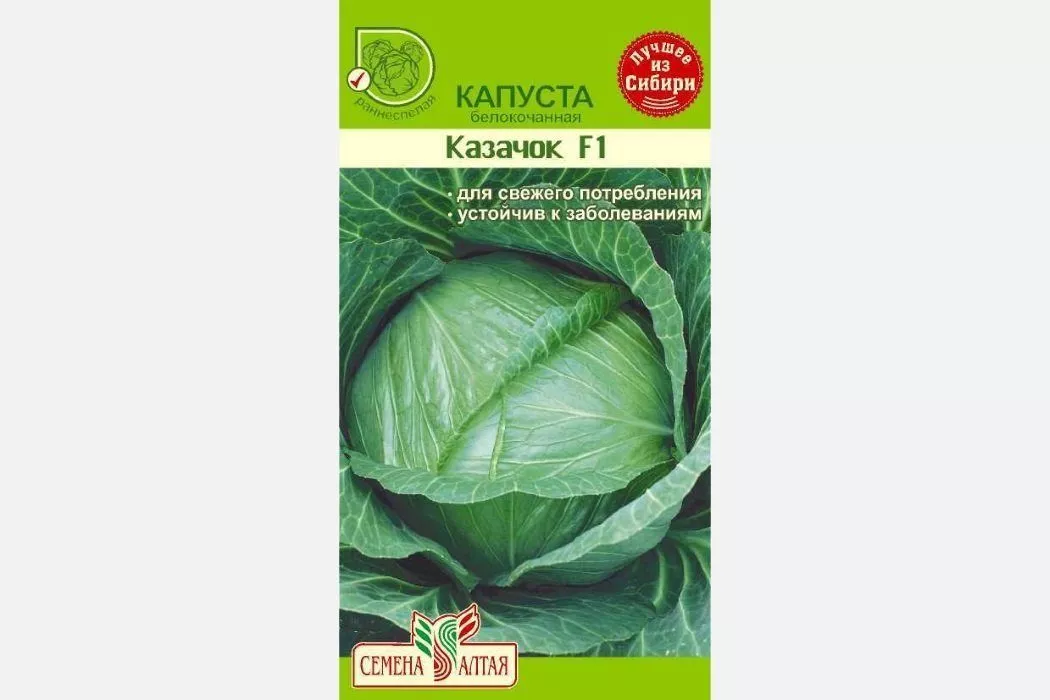 раннеспелая
КАПУСТА
белокочанная
Лучшее
из
Сибири
Казачок F1
• для свежего потребления
• устойчив к заболеваниям
СЕМЕНА АЛТАЯ